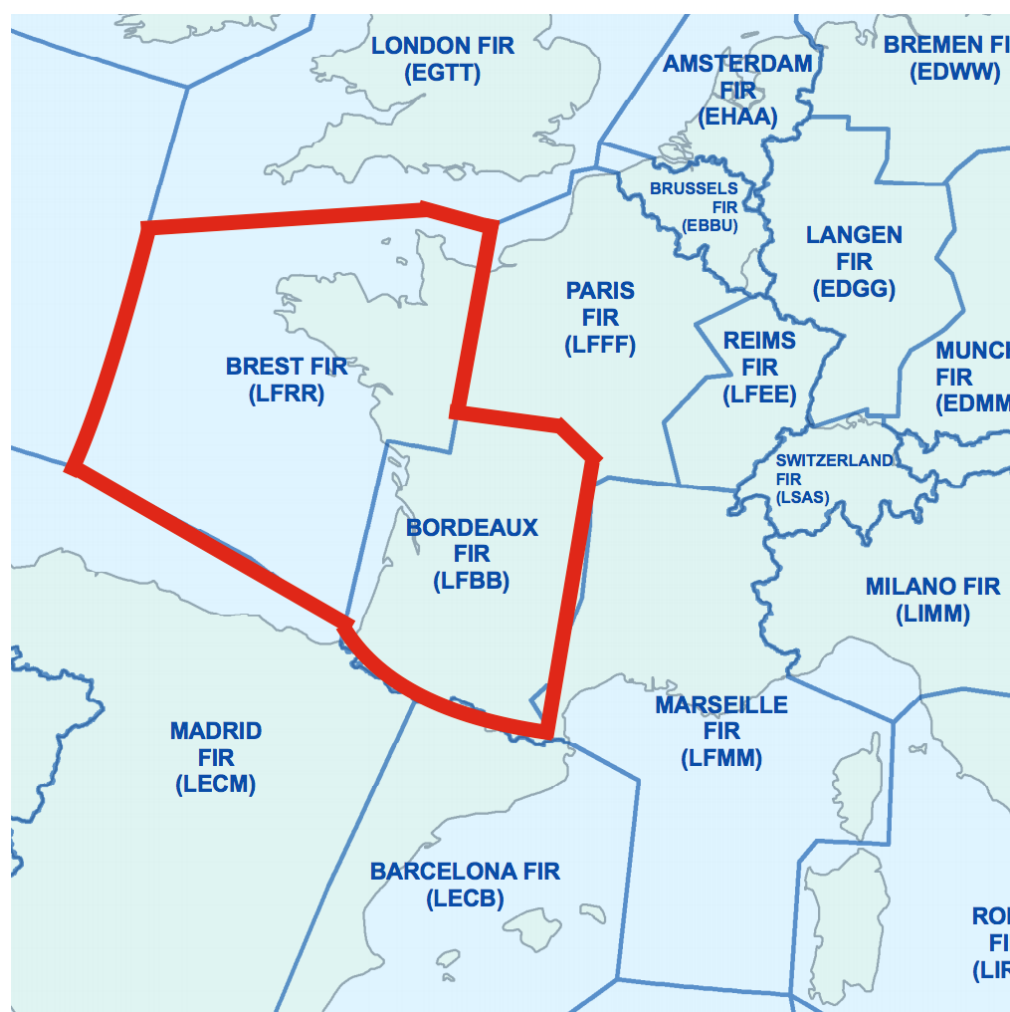 LONDON FIR
(EGTT)
AMSTERDAM
FIR
(EHAA)
BREMEN FI
(EDWW)
BRUSSELS
FIR
(EBBU)
LANGEN
FIR
(EDGG)
PARIS
FIR
(LFFF)
REIMS
FIR
(LFEE)
MUNCI
FIR
(EDMM
BREST FIR
(LFRR)
SWITZERLAND
FIR
(LSAS)
BORDEAUX
FIR
(LFBB)
MILANO FIR
(LIMM)
MADRID
FIR
(LECM)
MARSEILLE
FIR
(LFMM)
BARCELONA FIR
(LECB)
RO
FI
(LIR